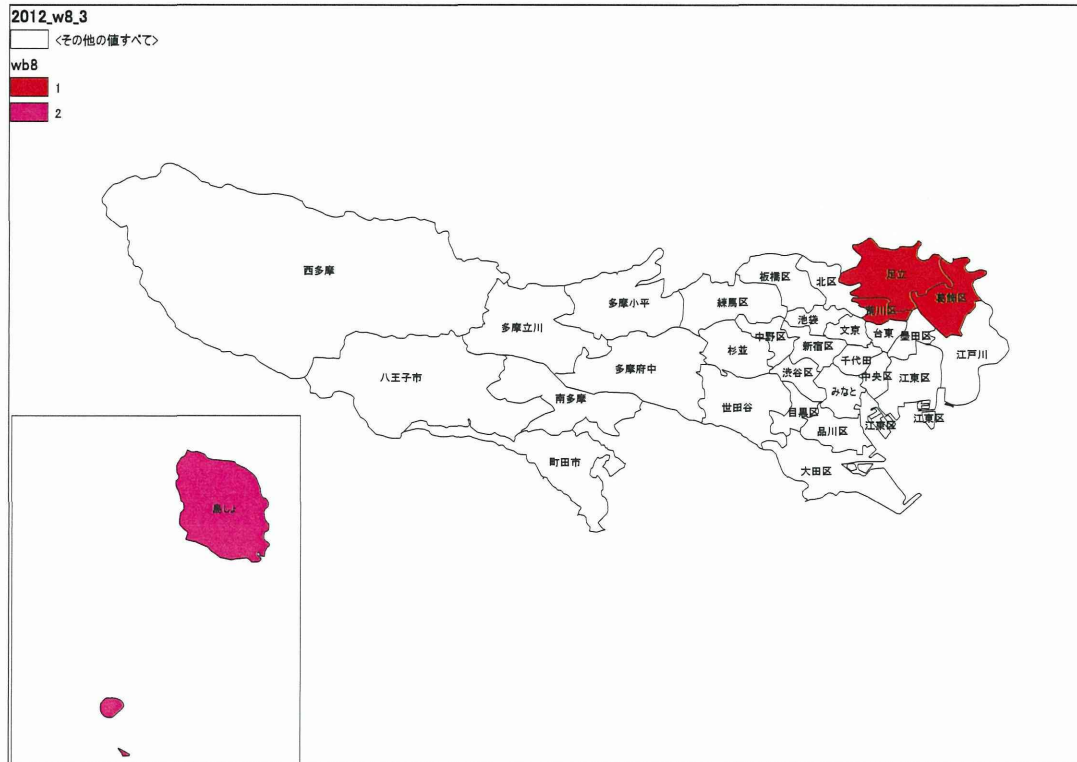 2012_w8_3
<その他の値すべて>
wb8
1
2
西多摩
多摩立川
多摩小平
練馬区
板橋区
北区
足立
葛飾区
荒川区
池袋
文京
台東
墨田区
江戸川
中野区
杉並
新宿区
千代田
中央区
江東区
渋谷区
みなと
八王子市
多摩府中
南多摩
世田谷
目黒区
品川区
江東区
江東区
町田市
大田区
島しょ